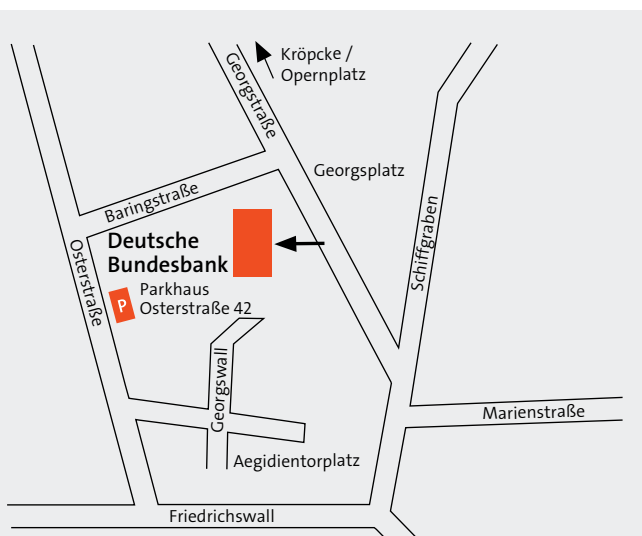 Kröpcke /
Opernplatz
Georgstraße
Georgsplatz
Baringstraße
Schiffgraben
Deutsche
Bundesbank
Osterstraße
P
Parkhaus
Osterstraße 42
Georgswall
Marienstraße
Aegidientorplatz
Friedrichswall